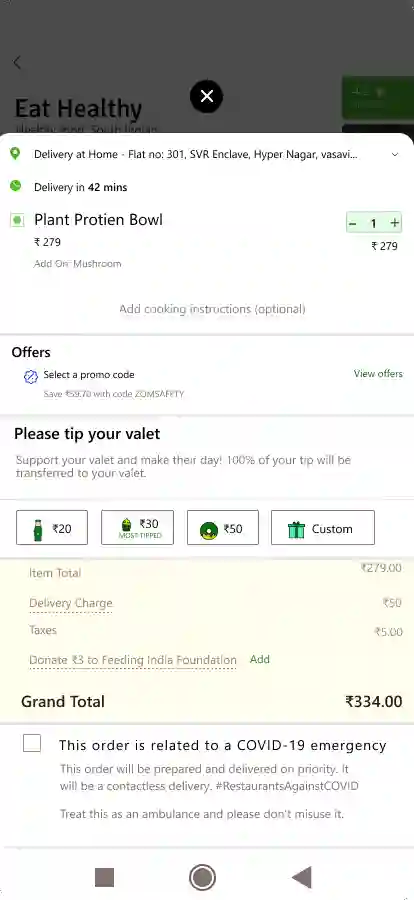 Eat Healthy
Healthy, mori, South Indian
Delivery at Home - Flat no: 301, SVR Enclave, Hyper Nagar, vasavi...
Delivery in 42 mins
Plant Protien Bowl
- 1 +
₹ 279
₹ 279
Add On: Mushroom
Add cooking instructions (optional)
Offers
Select a promo code
View offers
Save ₹59.70 with code ZOMSAFETY
Please tip your valet
Support your valet and make their day! 100% of your tip will be
transferred to your valet.
₹20
₹30
MOST TIPPED
₹50
Custom
Item Total ₹279.00
Delivery Charge ₹50
Taxes ₹5.00
Donate ₹3 to Feeding India Foundation Add
Grand Total ₹334.00
This order is related to a COVID-19 emergency
This order will be prepared and delivered on priority. It
will be a contactless delivery. #RestaurantsAgainstCOVID
Treat this as an ambulance and please don't misuse it.